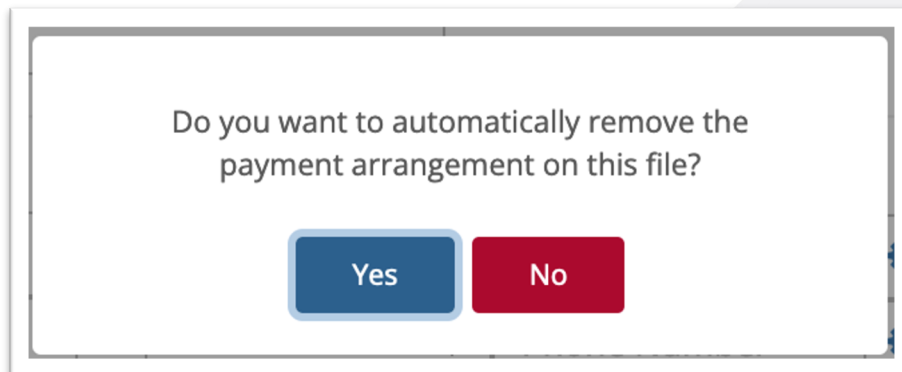 Do you want to automatically remove the
payment arrangement on this file?
Yes
No